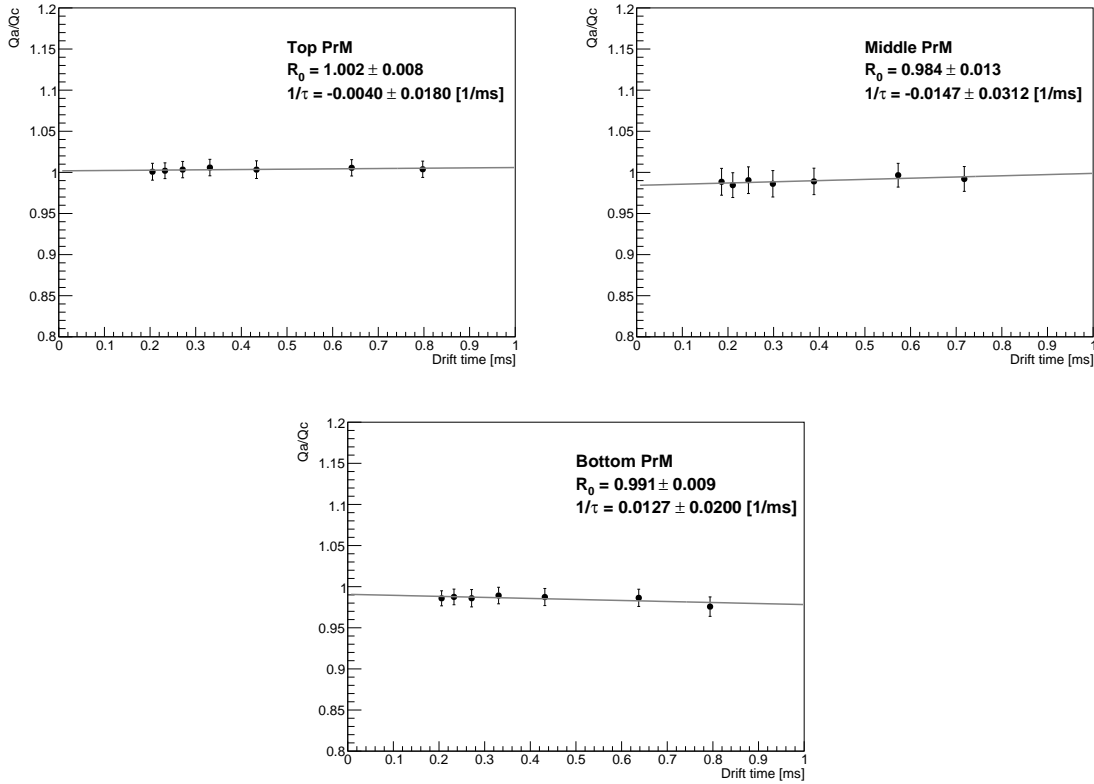 Qa/Qc
1.2
1.15
1.1
1.05
1
0.95
0.9
0.85
0.8
Top PrM
R0 = 1.002 ± 0.008
1/τ = -0.0040 ± 0.0180 [1/ms]
0 0.1 0.2 0.3 0.4 0.5 0.6 0.7 0.8 0.9 1
Drift time [ms]
Qa/Qc
1.2
1.15
1.1
1.05
1
0.95
0.9
0.85
0.8
Middle PrM
R0 = 0.984 ± 0.013
1/τ = -0.0147 ± 0.0312 [1/ms]
0 0.1 0.2 0.3 0.4 0.5 0.6 0.7 0.8 0.9 1
Drift time [ms]
Qa/Qc
1.2
1.15
1.1
1.05
1
0.95
0.9
0.85
0.8
Bottom PrM
R0 = 0.991 ± 0.009
1/τ = 0.0127 ± 0.0200 [1/ms]
0 0.1 0.2 0.3 0.4 0.5 0.6 0.7 0.8 0.9 1
Drift time [ms]